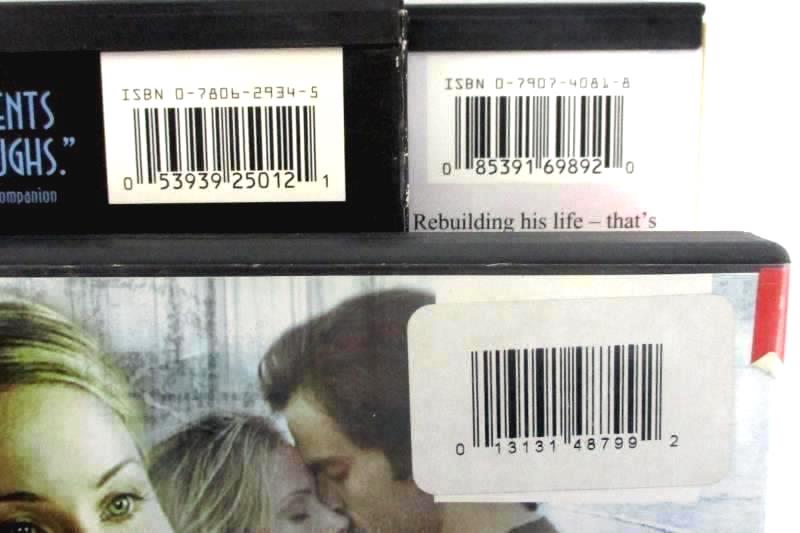 ENTS
UGHS.”
ompanion
ISBN 0-7806-2934-5
0 53939 25012 1
ISBN 0-7907-4081-8
0 85391 69892 0
Rebuilding his life – that's
0 13131 48799 2